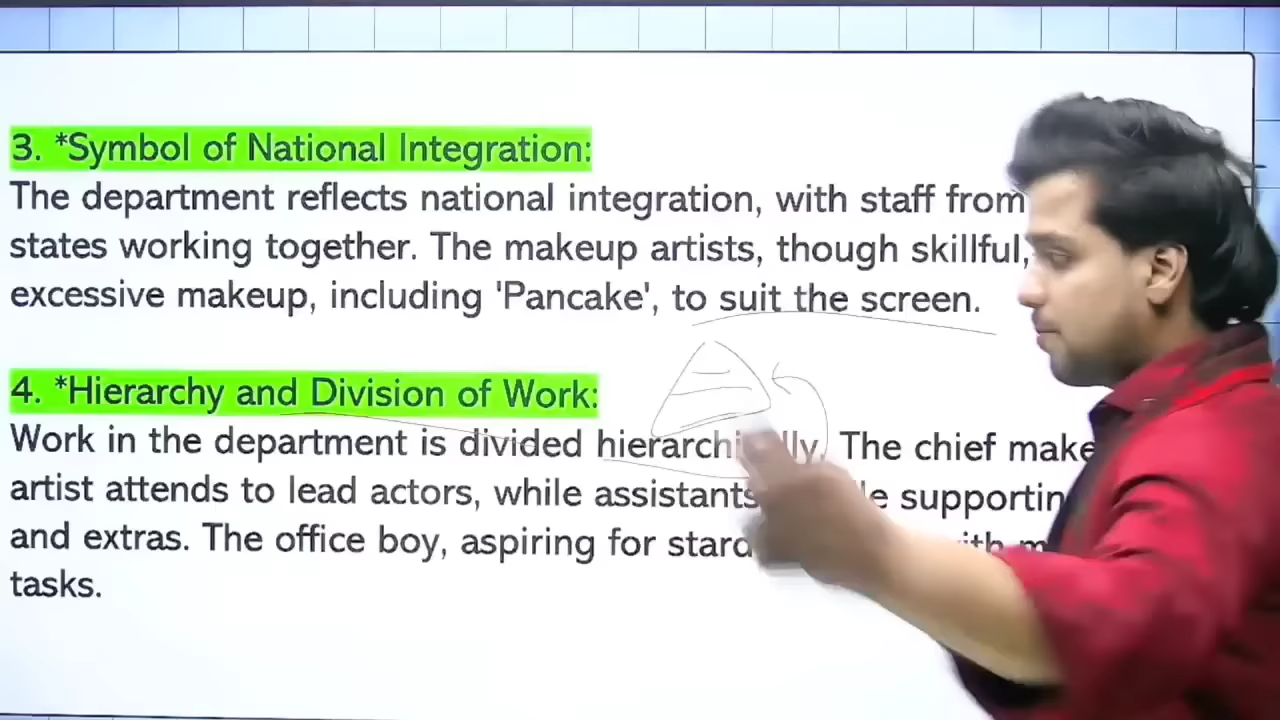 3. *Symbol of National Integration:
The department reflects national integration, with staff from
states working together. The makeup artists, though skillful,
excessive makeup, including 'Pancake', to suit the screen.
4. *Hierarchy and Division of Work:
Work in the department is divided The chief
artist attends to lead actors, while assistants
and extras. The office boy, aspiring for
tasks.